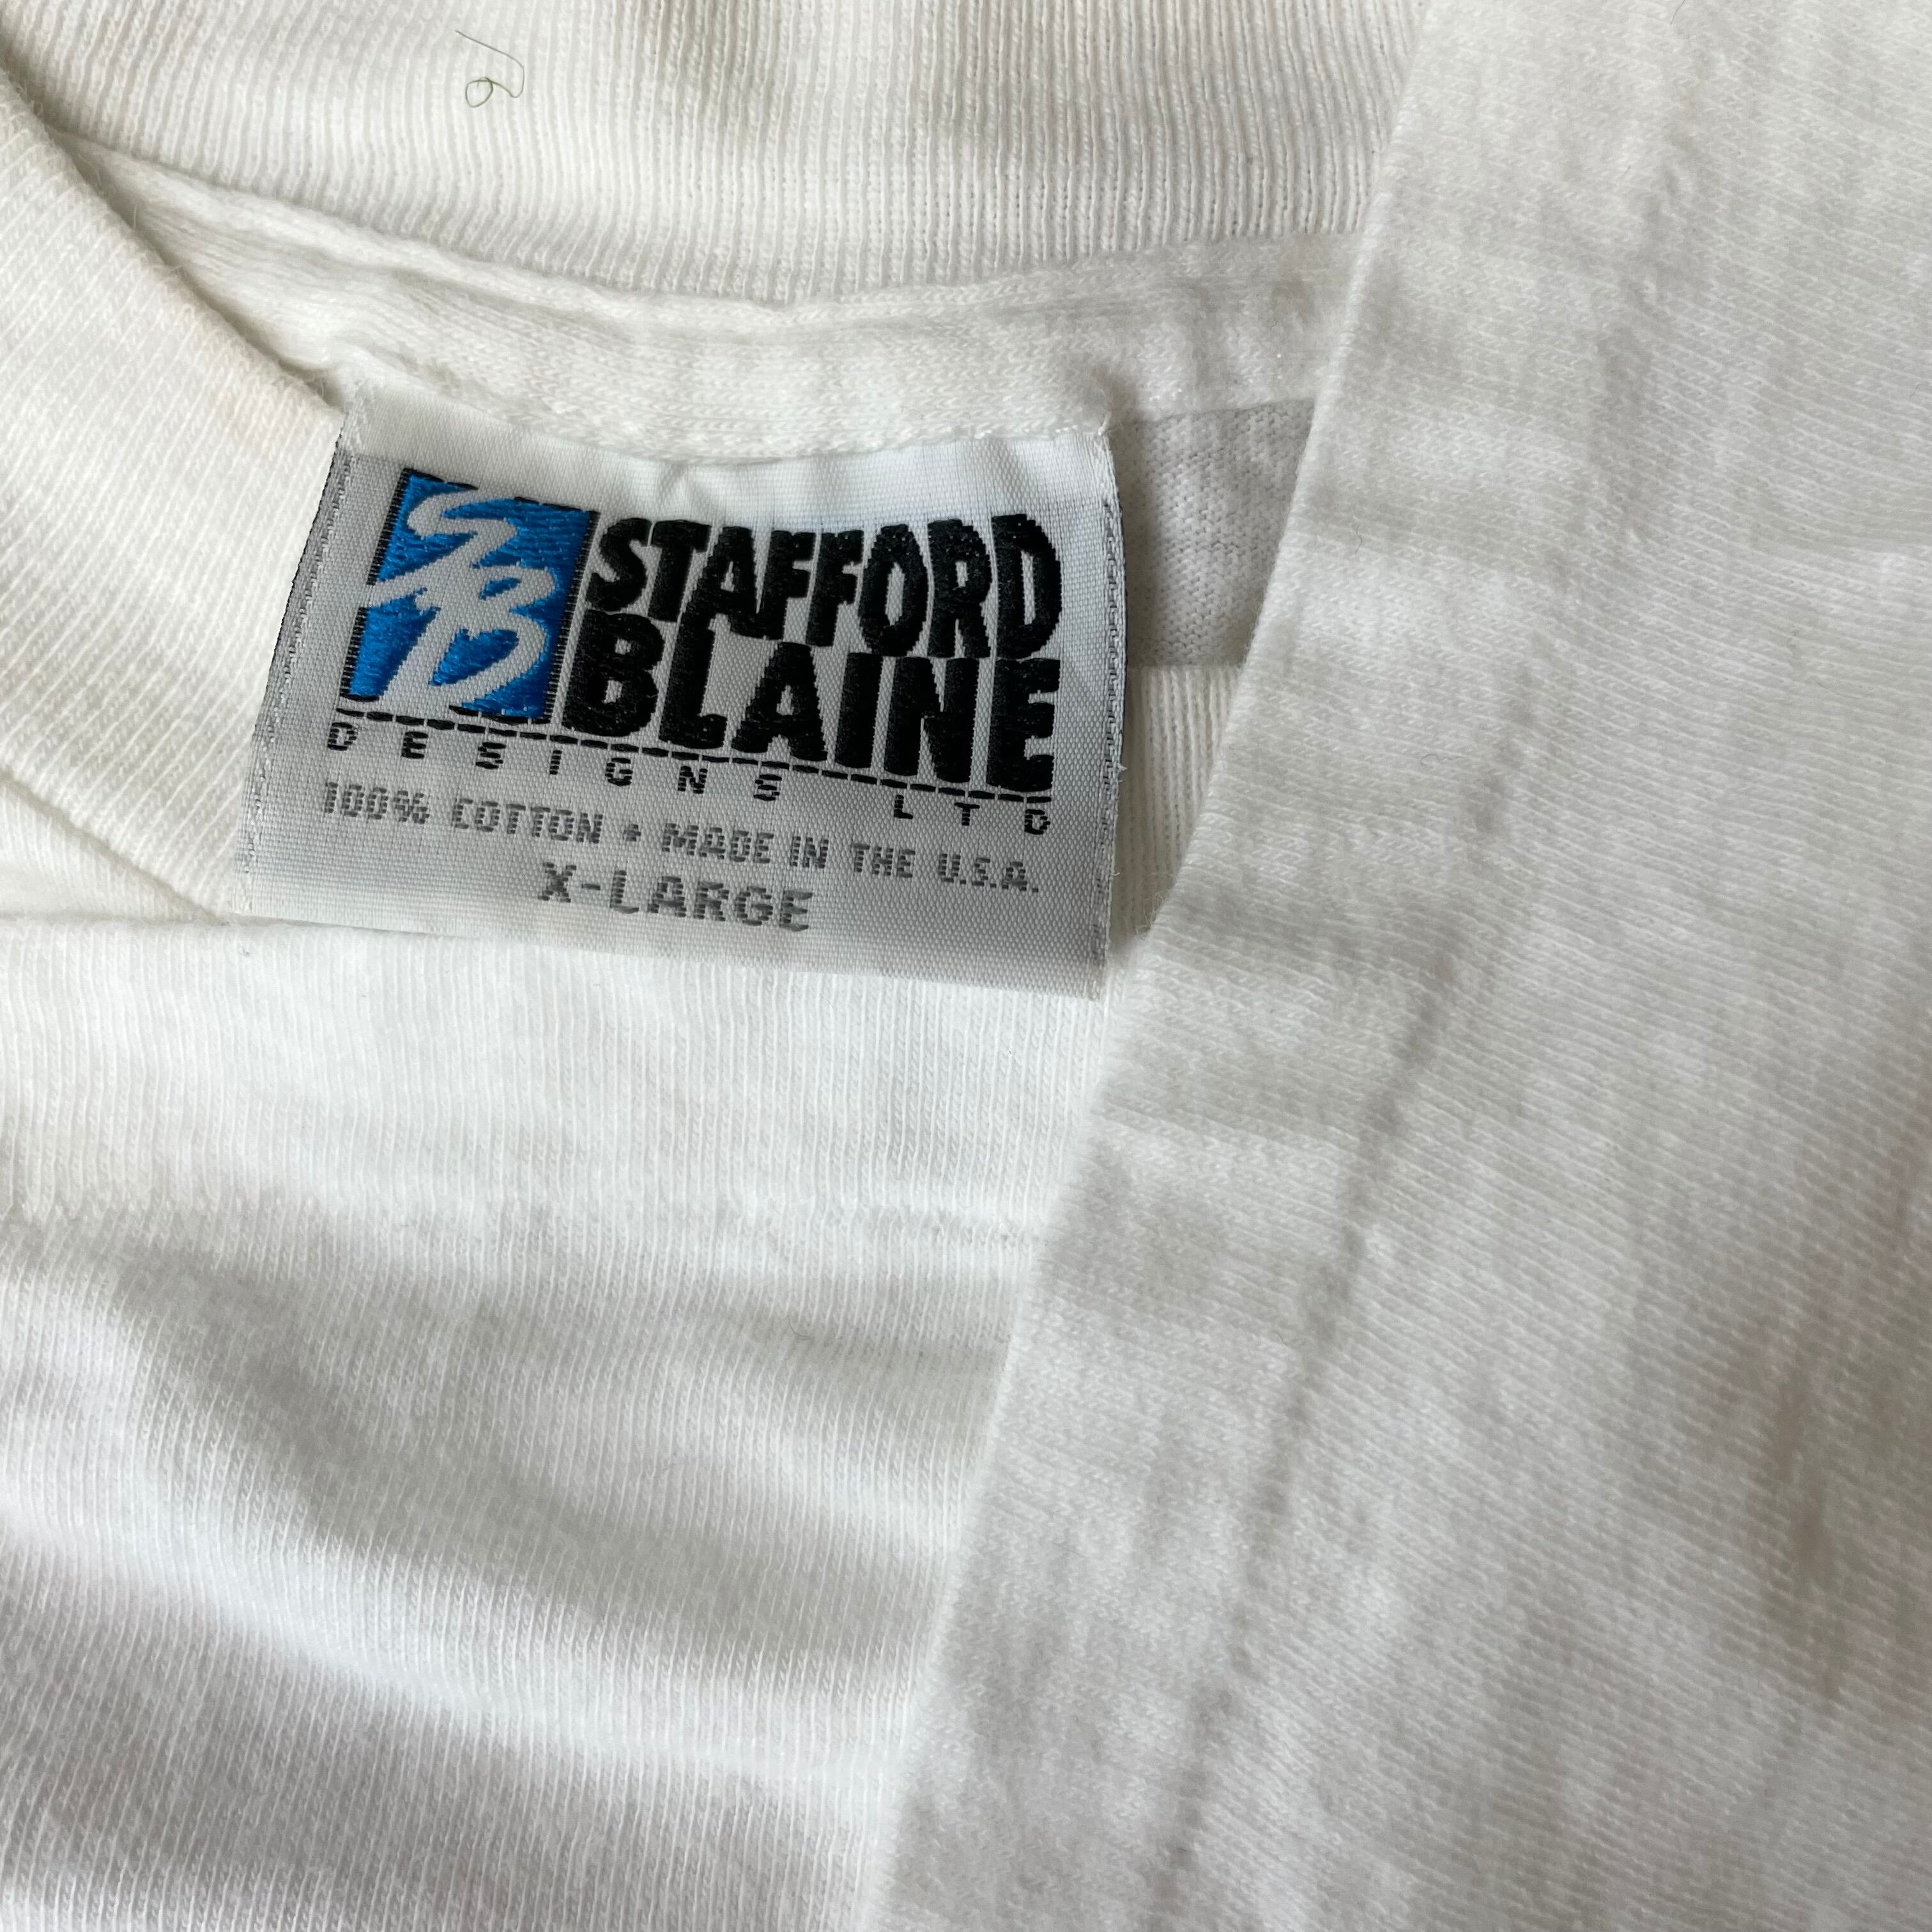 SB
STAFFORD
BLAINE
DESIGNS LTD
100% COTTON • MADE IN THE U.S.A.
X-LARGE